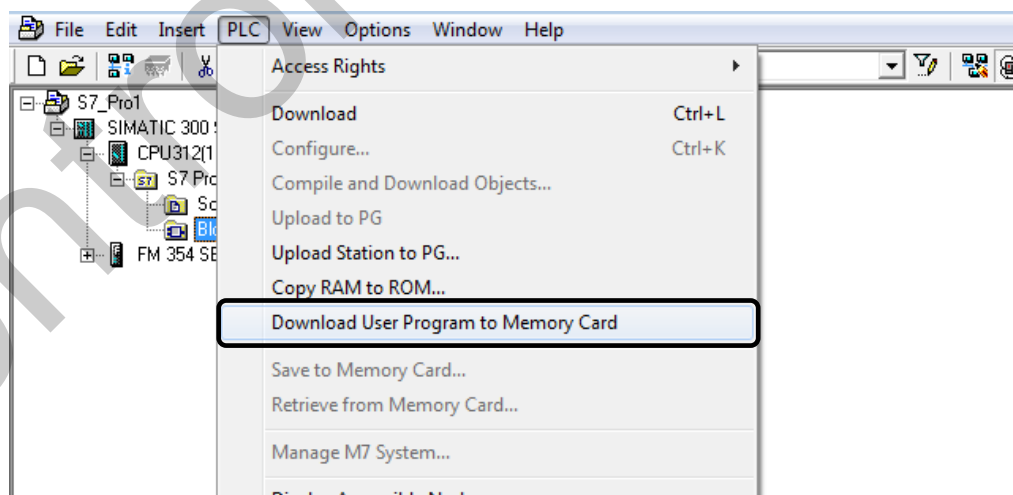 File Edit Insert PLC View Options Window Help
S7_Pro1
SIMATIC 300
CPU312(1
S7 Pro
FM 354 SE
Access Rights
Download Ctrl+L
Configure... Ctrl+K
Compile and Download Objects...
Upload to PG
Upload Station to PG...
Copy RAM to ROM...
Download User Program to Memory Card
Save to Memory Card...
Retrieve from Memory Card...
Manage M7 System...